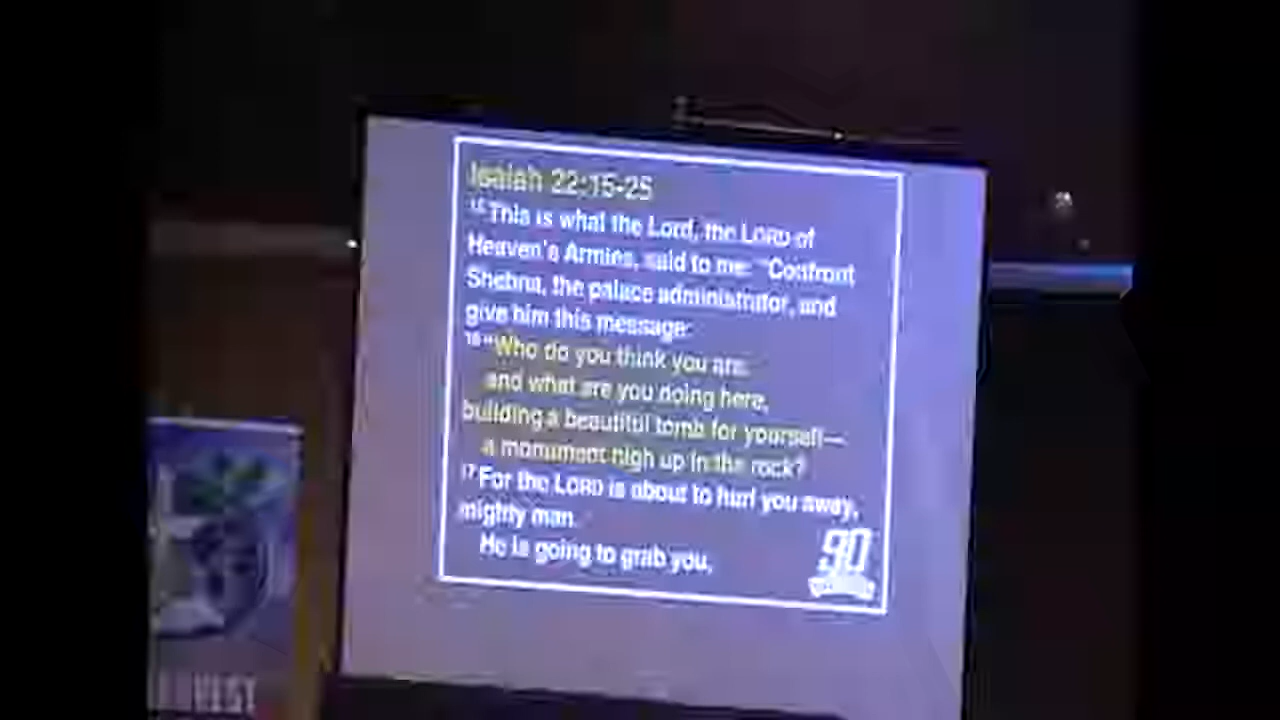 Isaiah 22:15-25
15 This is what the Lord, the LORD of
Heaven's Armies, said to me: "Confront
Shebna, the palace administrator, and
give him this message:
16 "Who do you think you are,
and what are you doing here,
building a beautiful tomb for yourself—
a monument high up in the rock?
17 For the LORD is about to hurl you away,
mighty man.
He is going to grab you,
90